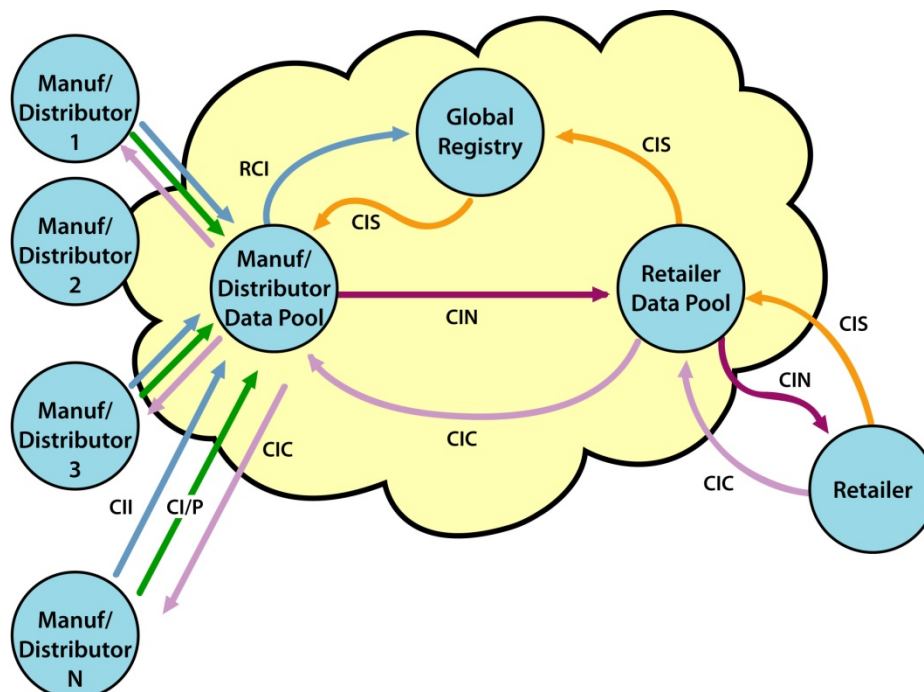 Manuf/
Distributor
1
Global
Registry
CIS
RCI
CIS
Manuf/
Distributor
2
Manuf/
Distributor
Data Pool
Retailer
Data Pool
CIN
CIS
CIN
Manuf/
Distributor
3
CIC
CIC
CIC
Retailer
CII
CI/P
Manuf/
Distributor
N